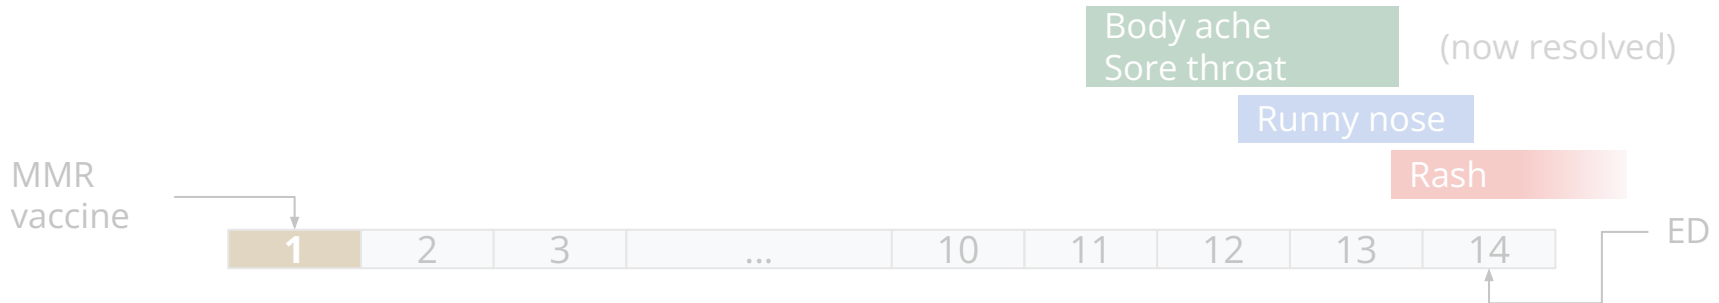 Body ache
Sore throat
(now resolved)
Runny nose
MMR
vaccine
Rash
ED
1 2 3 ... 10 11 12 13 14